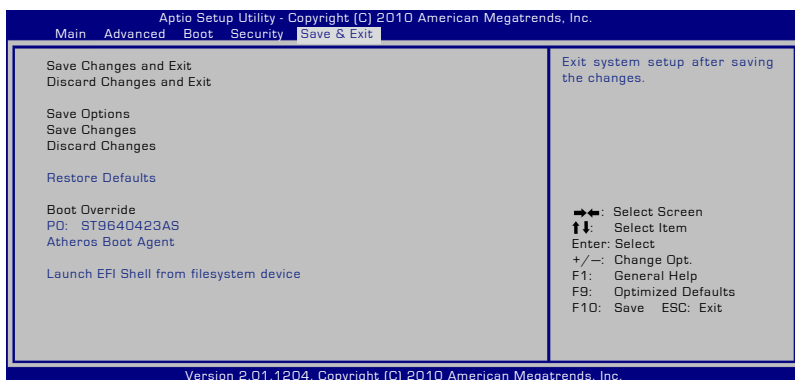 Aptio Setup Utility - Copyright (C) 2010 American Megatrends, Inc.
Main Advanced Boot Security Save & Exit
Save Changes and Exit
Discard Changes and Exit
Save Options
Save Changes
Discard Changes
Restore Defaults
Boot Override
P0: ST9640423AS
Atheros Boot Agent
Launch EFI Shell from filesystem device
Exit system setup after saving
the changes.
→←: Select Screen
↑↓: Select Item
Enter: Select
+/—: Change Opt.
F1: General Help
F9: Optimized Defaults
F10: Save ESC: Exit
Version 2.01.1204. Copyright (C) 2010 American Megatrends, Inc.